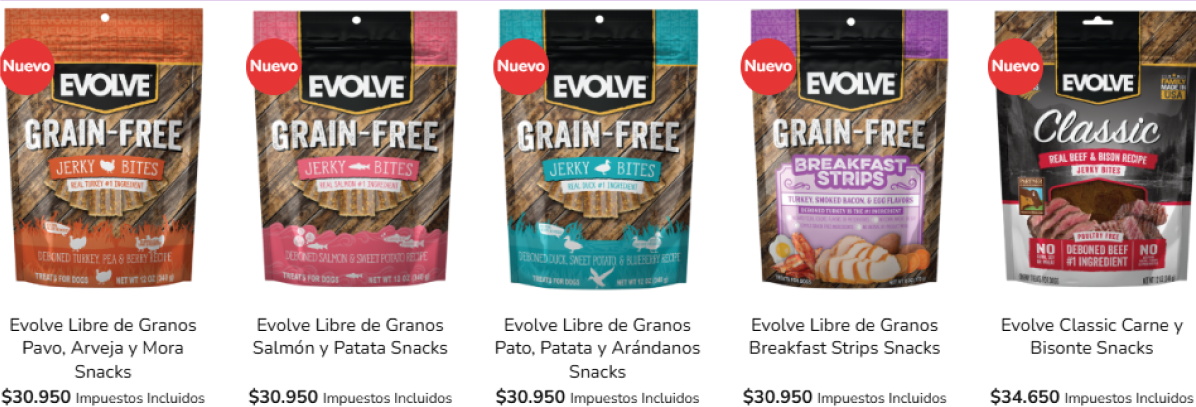 Nuevo
EVOLVE
GRAIN-FREE
JERKY BITES
REAL TURKEY #1 INGREDIENT
DEBONED TURKEY, PEA & BERRY RECIPE
TREATS FOR DOGS NET WT 12 OZ (340 g)
Evolve Libre de Granos
Pavo, Arveja y Mora
Snacks
$30.950 Impuestos Incluidos
Nuevo
EVOLVE
GRAIN-FREE
JERKY BITES
REAL SALMON #1 INGREDIENT
DEBONED SALMON & SWEET POTATO RECIPE
TREATS FOR DOGS NET WT 12 OZ (340 g)
Evolve Libre de Granos
Salmón y Patata Snacks
$30.950 Impuestos Incluidos
Nuevo
EVOLVE
GRAIN-FREE
JERKY BITES
REAL DUCK #1 INGREDIENT
DEBONED DUCK, SWEET POTATO & BLUEBERRY RECIPE
TREATS FOR DOGS NET WT 12 OZ (340 g)
Evolve Libre de Granos
Pato, Patata y Arándanos
Snacks
$30.950 Impuestos Incluidos
Nuevo
EVOLVE
GRAIN-FREE
BREAKFAST
STRIPS
TURKEY, SMOKED BACON, & EGG FLAVORS
DEBONED TURKEY IS THE #1 INGREDIENT
TREATS FOR DOGS
Evolve Libre de Granos
Breakfast Strips Snacks
$30.950 Impuestos Incluidos
Nuevo
EVOLVE
FAMILY
MADE IN
USA
Classic
REAL BEEF & BISON RECIPE
JERKY BITES
POULTRY FREE
NO
DEBONED BEEF
#1 INGREDIENT
NO
NET WT 12 OZ (340 g)
Evolve Classic Carne y
Bisonte Snacks
$34.650 Impuestos Incluidos